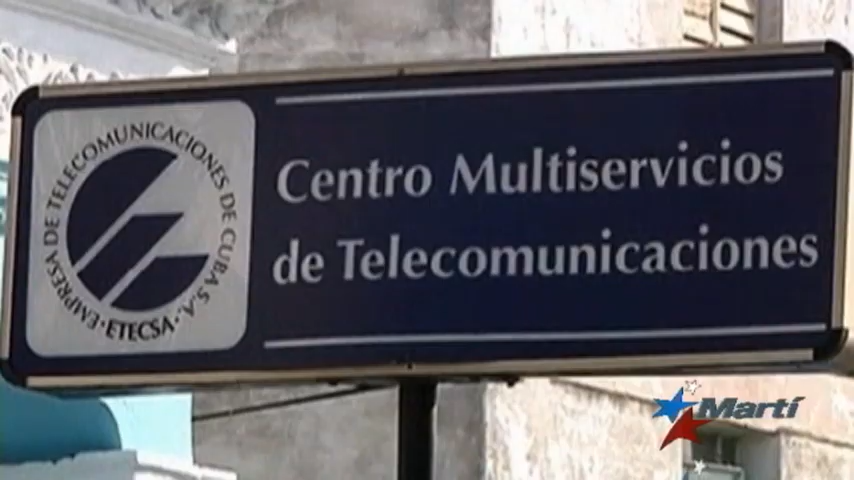 EMPRESA DE TELECOMUNICACIONES DE CUBA S.A.
·ETECSA·
Centro Multiservicios
de Telecomunicaciones
Martí